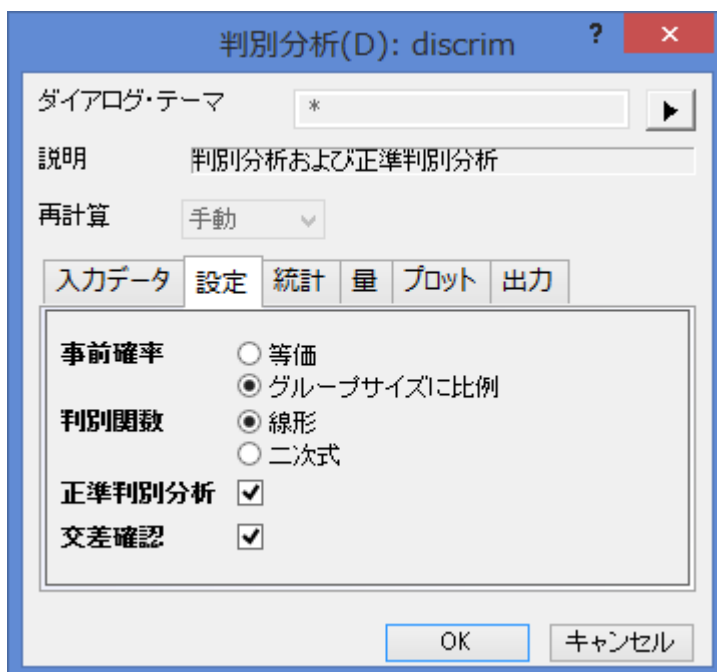 判別分析(D): discrim ? ×
ダイアログ・テーマ *
説明 判別分析および正準判別分析
再計算 手動
入力データ 設定 統計 量 プロット 出力
事前確率 等価
グループサイズに比例
判別関数 線形
二次式
正準判別分析
交差確認
OK キャンセル